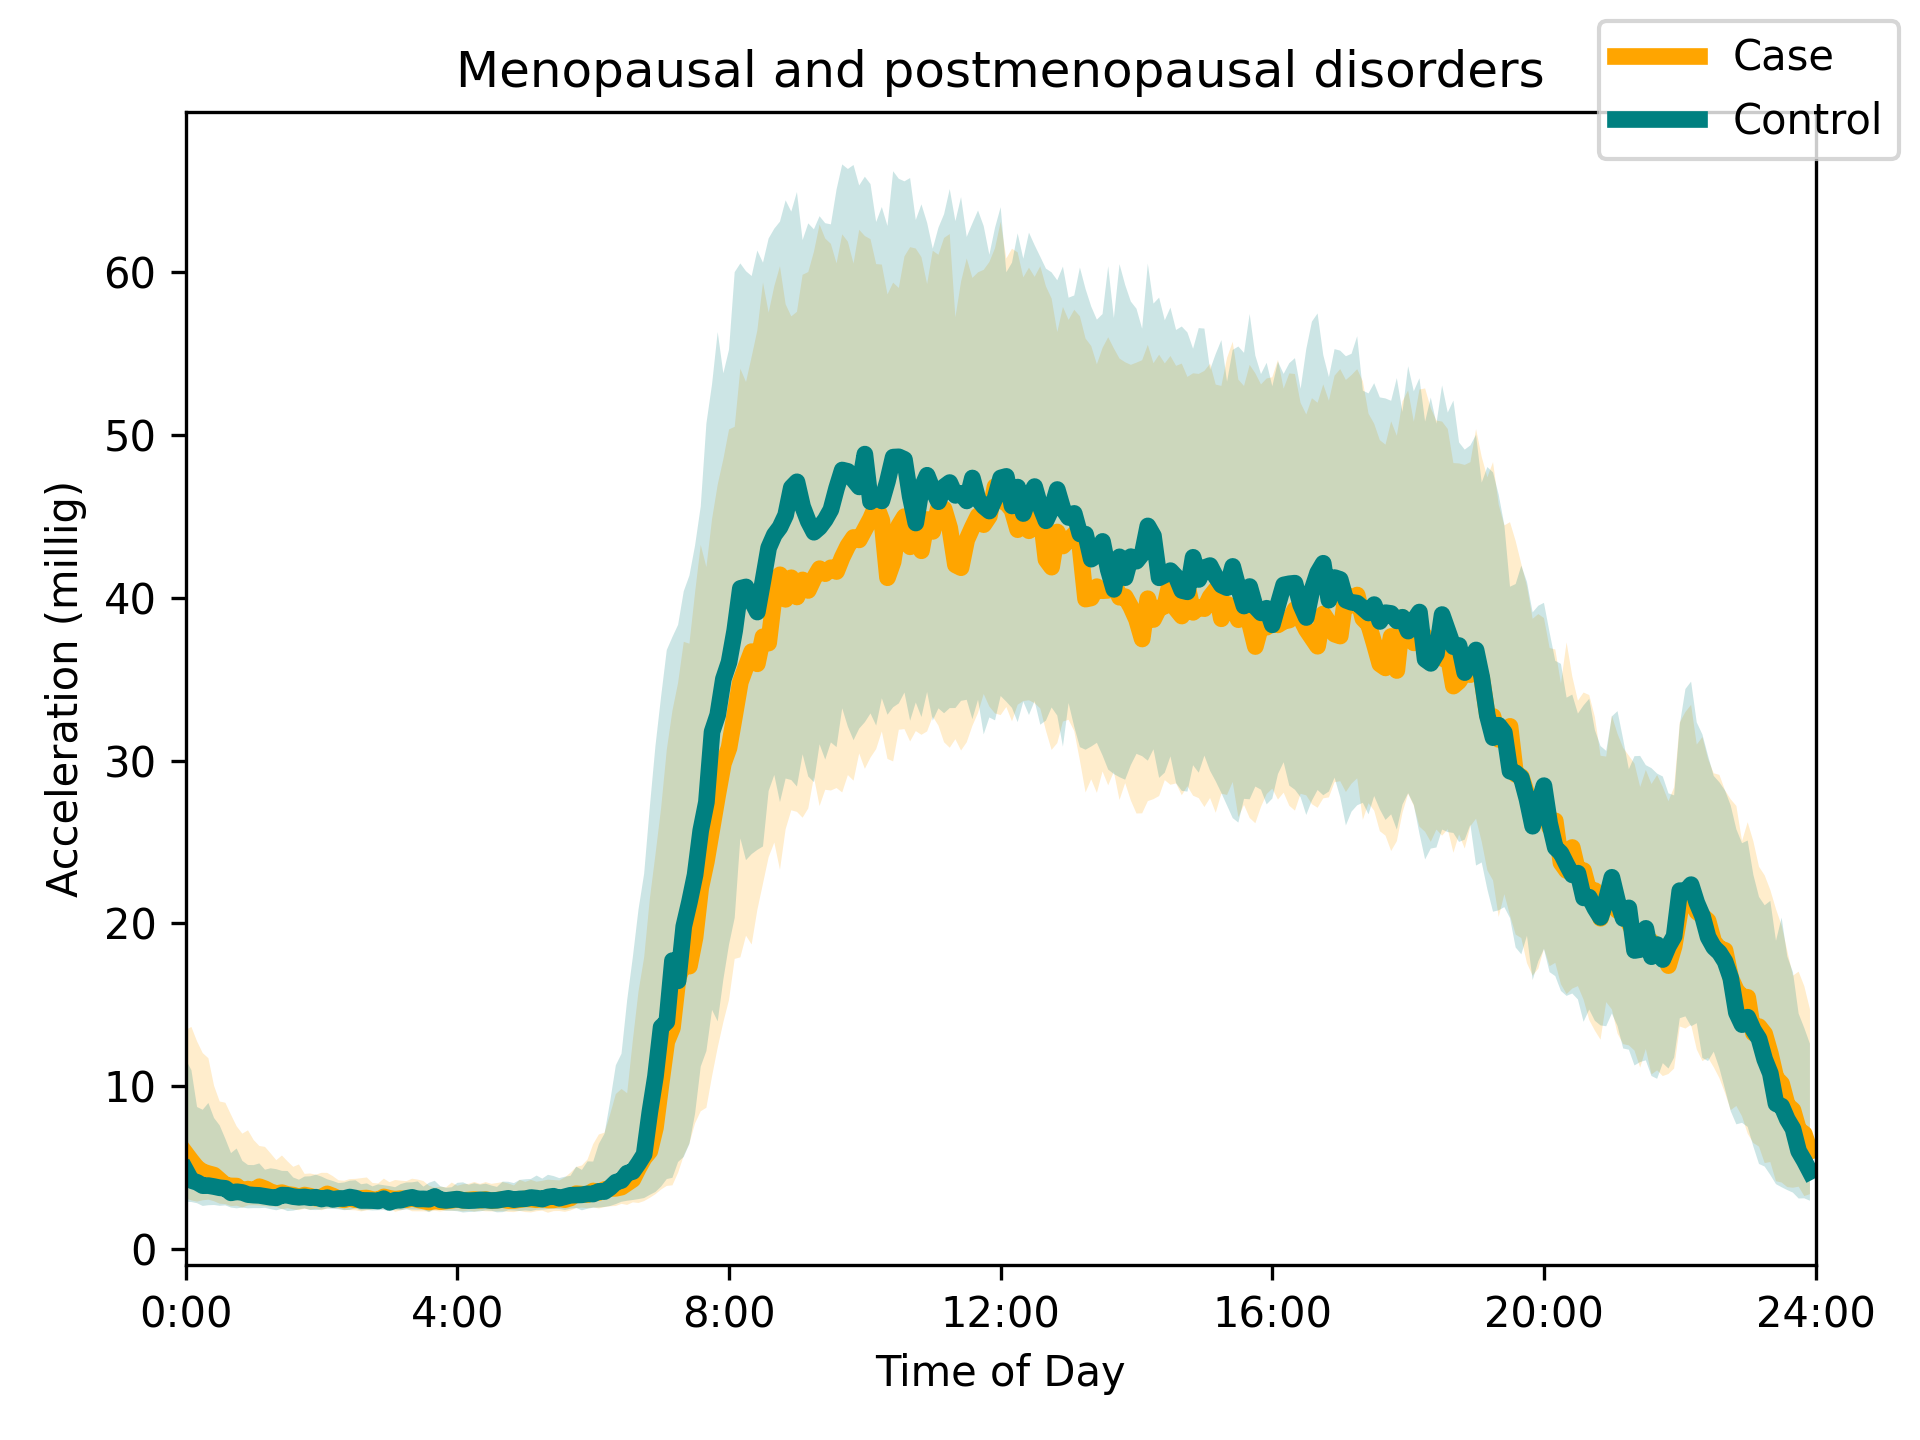 Menopausal and postmenopausal disorders
Case
Control
Acceleration (millig)
60
50
40
30
20
10
0
0:00 4:00 8:00 12:00 16:00 20:00 24:00
Time of Day